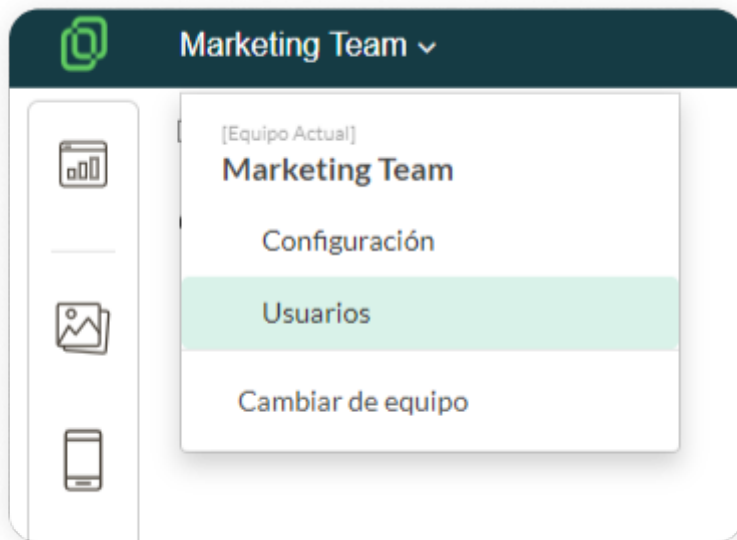 Marketing Team
[Equipo Actual]
Marketing Team
Configuración
Usuarios
Cambiar de equipo